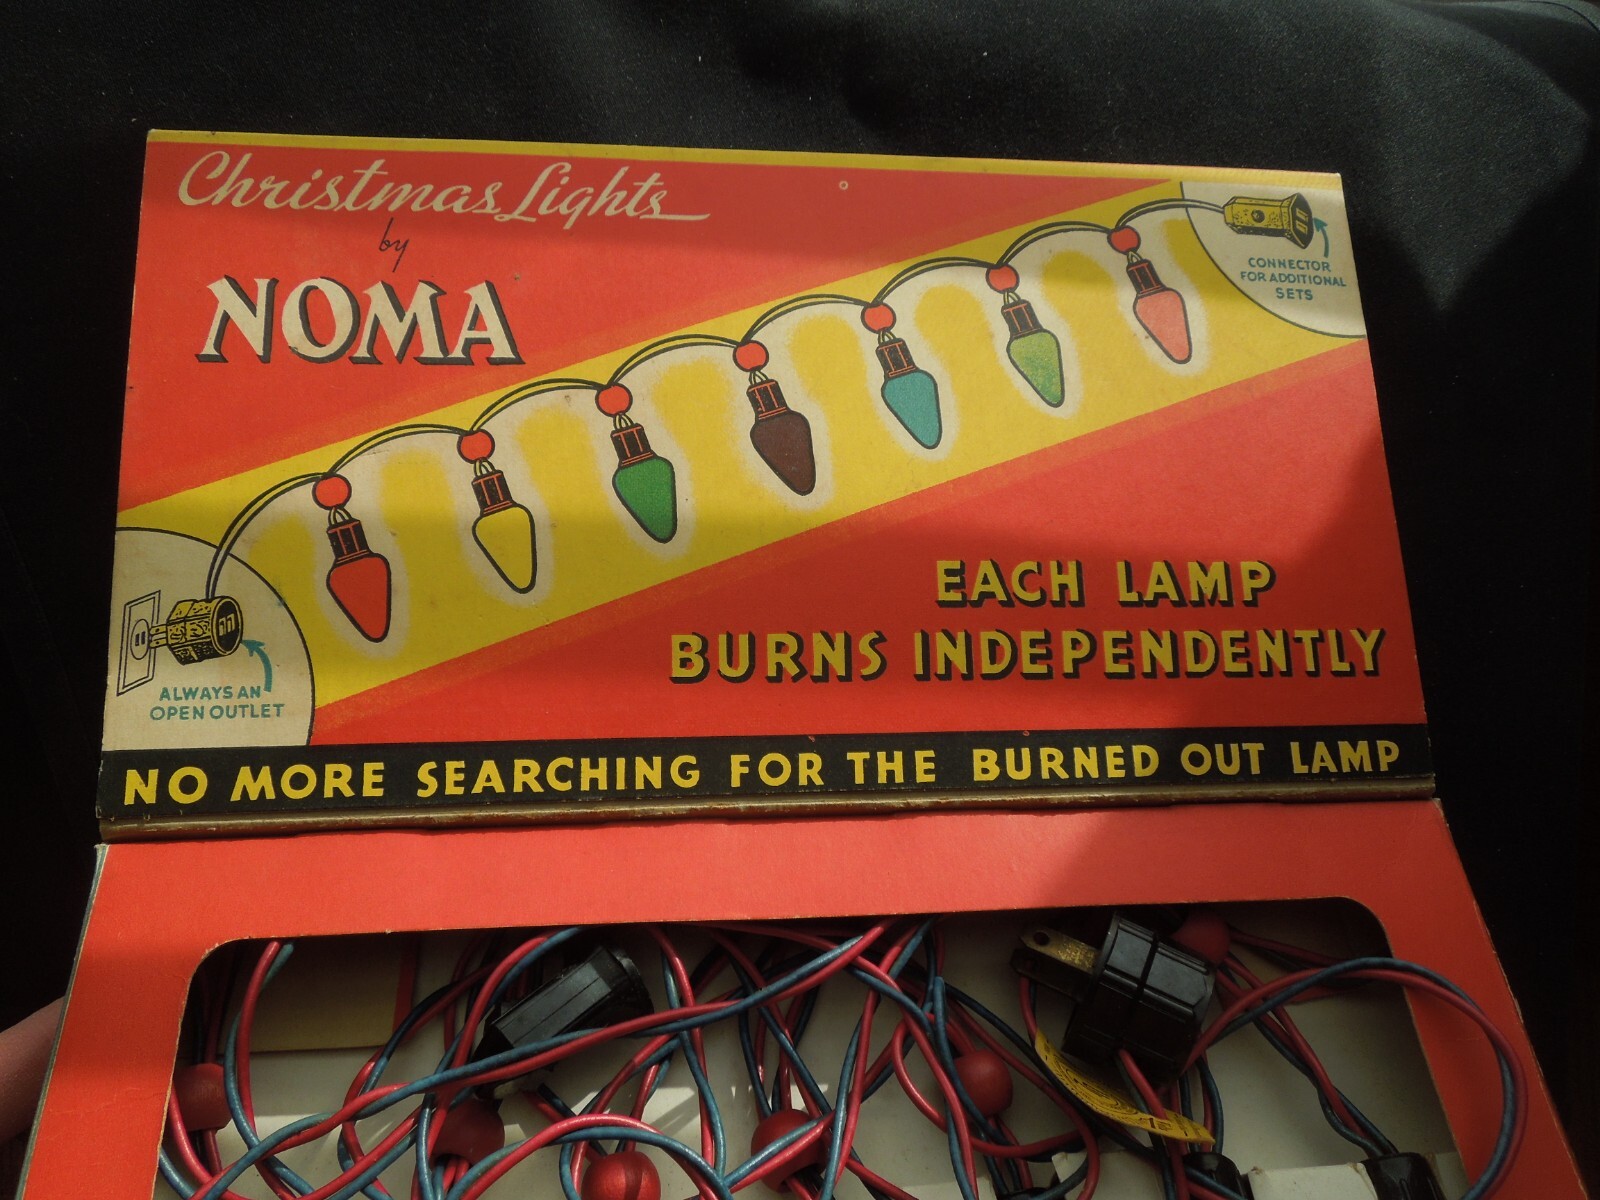 Christmas Lights
by
NOMA
CONNECTOR
FOR ADDITIONAL
SETS
EACH LAMP
BURNS INDEPENDENTLY
ALWAYS AN
OPEN OUTLET
NO MORE SEARCHING FOR THE BURNED OUT LAMP